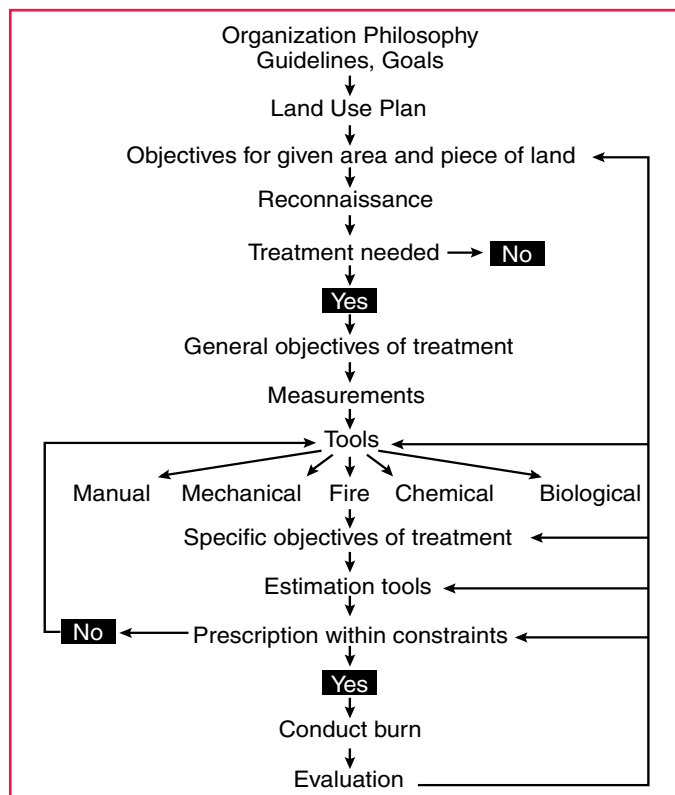 Organization Philosophy
Guidelines, Goals
Land Use Plan
Objectives for given area and piece of land
Reconnaissance
Treatment needed No
Yes
General objectives of treatment
Measurements
Tools
Manual Mechanical Fire Chemical Biological
Specific objectives of treatment
Estimation tools
No Prescription within constraints
Yes
Conduct burn
Evaluation